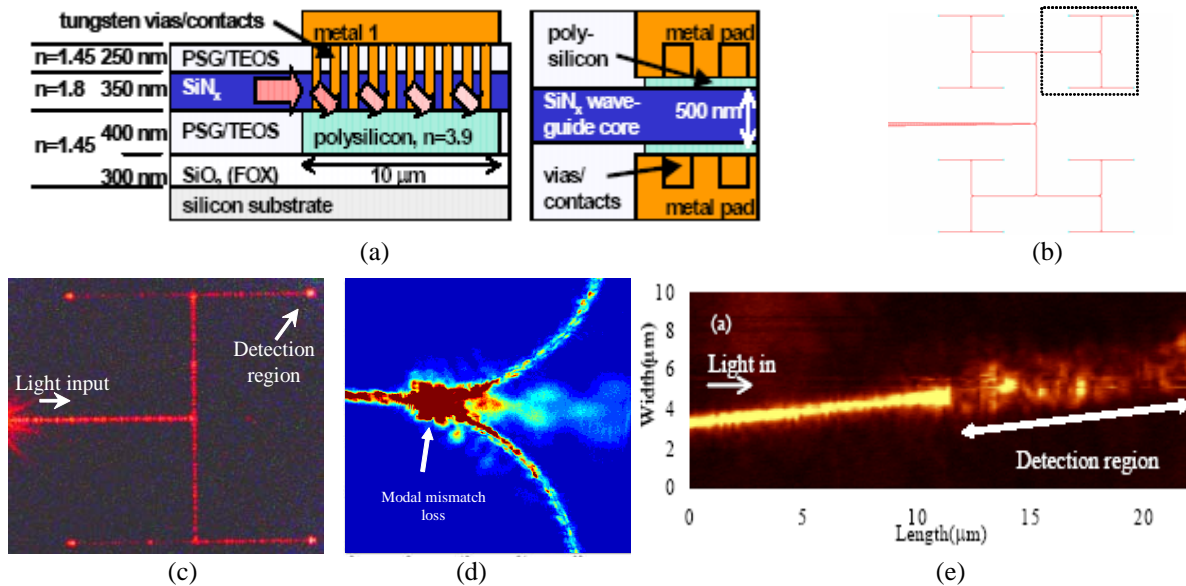 tungsten vias/contacts
metal 1
n=1.45 250 nm
PSG/TEOS
n=1.8 350 nm
SiNx
400 nm
n=1.45
PSG/TEOS
polysilicon, n=3.9
300 nm
SiO2 (FOX)
10 µm
silicon substrate
poly-
silicon
metal pad
SiNx wave-
guide core
500 nm
vias/
contacts
metal pad
(a)
(b)
Light input
Detection
region
(c)
Modal mismatch
loss
(d)
10
8
6
4
2
0
Width(µm)
(a)
Light in
Detection region
0
5
10
15
20
Length(µm)
(e)